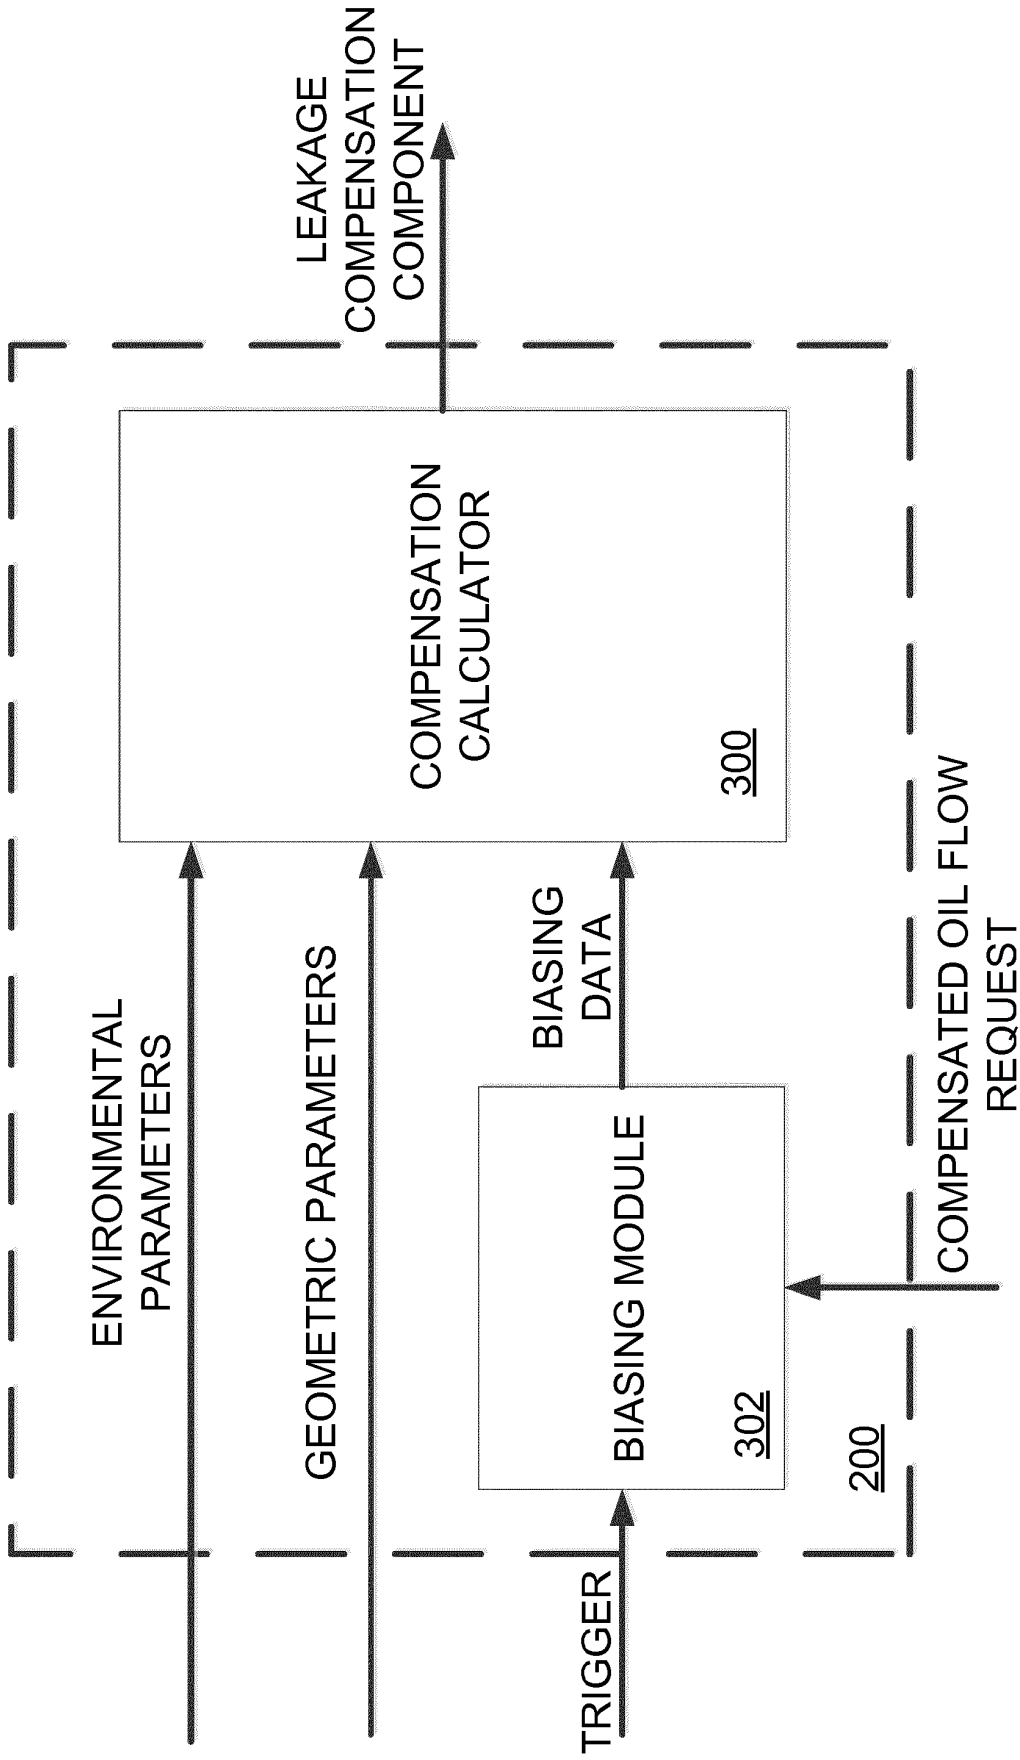 ENVIRONMENTAL
PARAMETERS
GEOMETRIC PARAMETERS
TRIGGER
BIASING MODULE
302
BIASING
DATA
COMPENSATION
CALCULATOR
300
LEAKAGE
COMPENSATION
COMPONENT
200
COMPENSATED OIL FLOW
REQUEST